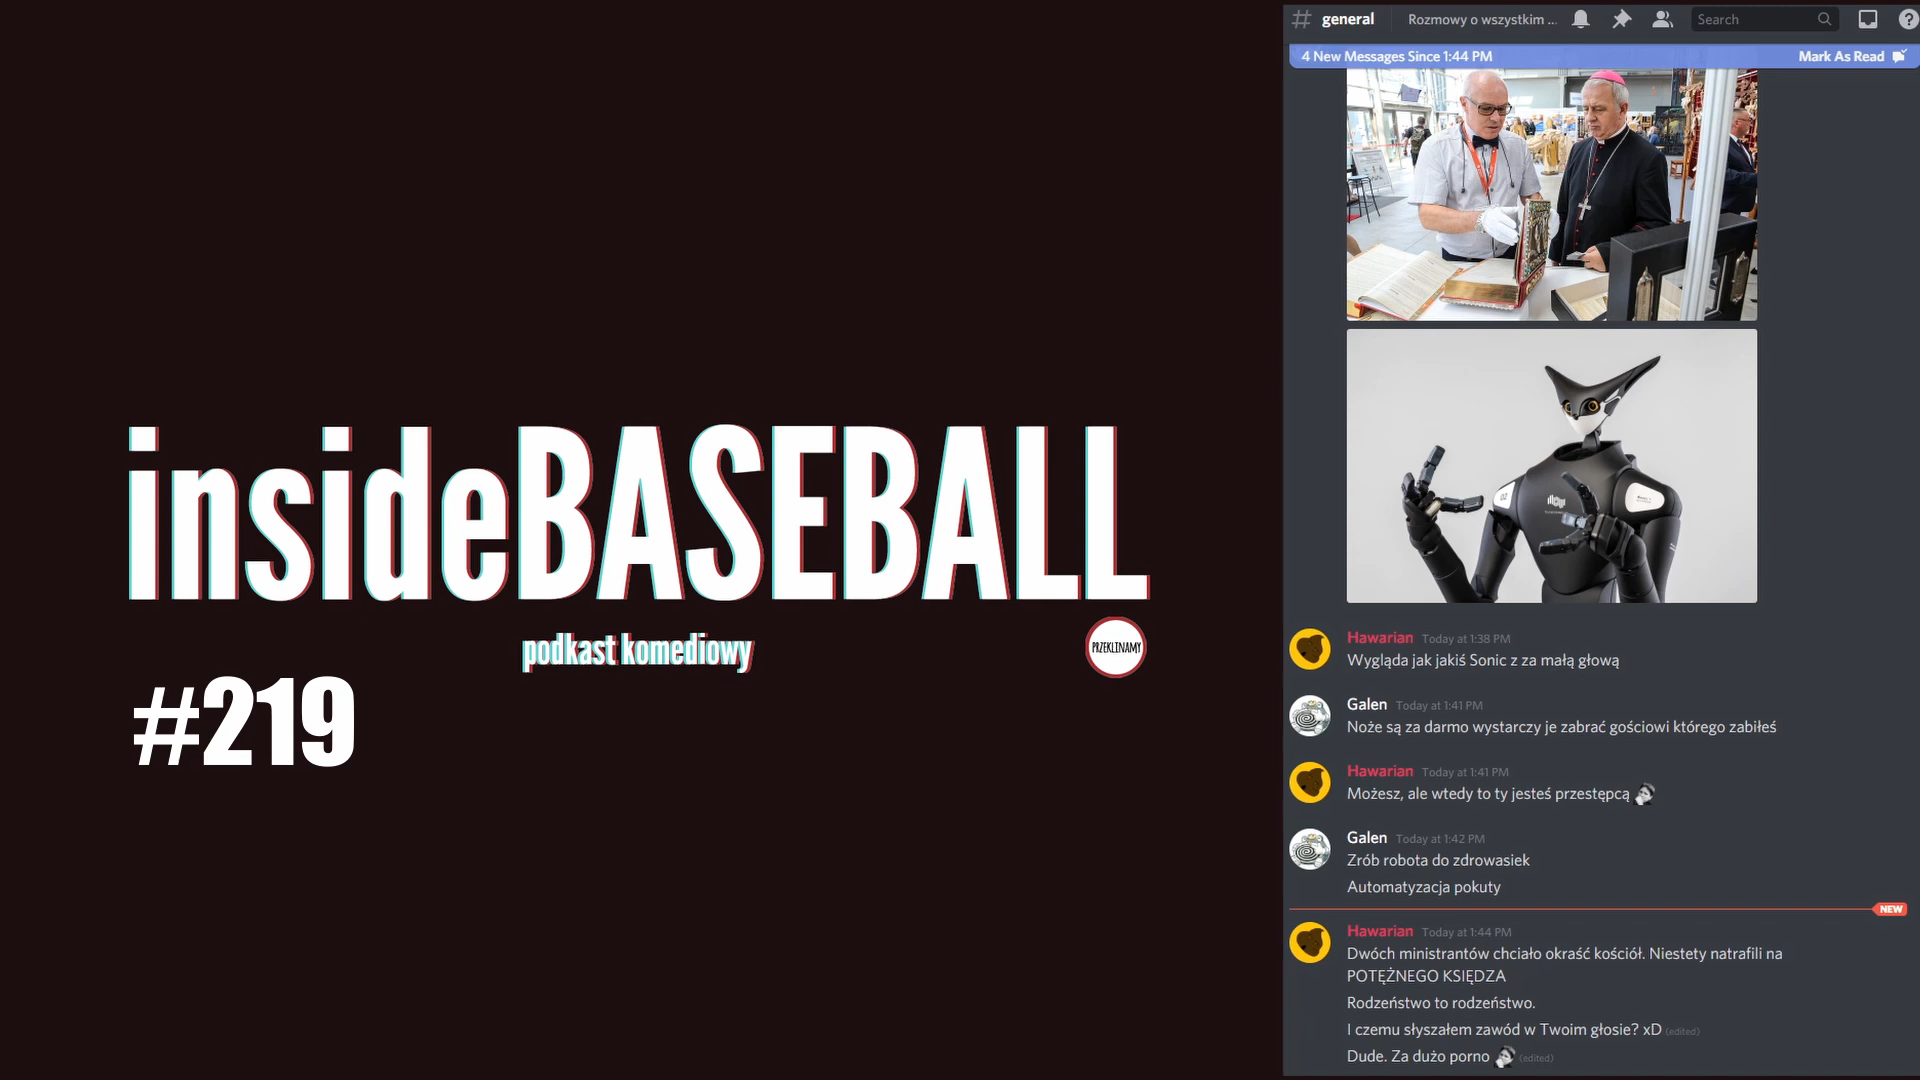 insideBASEBALL
podkast komediowy
PRZEKLINAMY
#219
# general
Rozmowy o wszystkim ...
Search
4 New Messages Since 1:44 PM
Mark As Read
02
Hawarian Today at 1:38 PM
Wygląda jak jakiś Sonic z za małą głową
Galen Today at 1:41 PM
Noże są za darmo wystarczy je zabrać gościowi którego zabiłeś
Hawarian Today at 1:41 PM
Możesz, ale wtedy to ty jesteś przestępcą
Galen Today at 1:42 PM
Zrób robota do zdrowasiek
Automatyzacja pokuty
NEW
Hawarian Today at 1:44 PM
Dwóch ministrantów chciało okraść kościół. Niestety natrafili na
POTĘŻNEGO KSIĘDZA
Rodzeństwo to rodzeństwo.
I czemu słyszałem zawód w Twoim głosie? xD (edited)
Dude. Za dużo porno (edited)